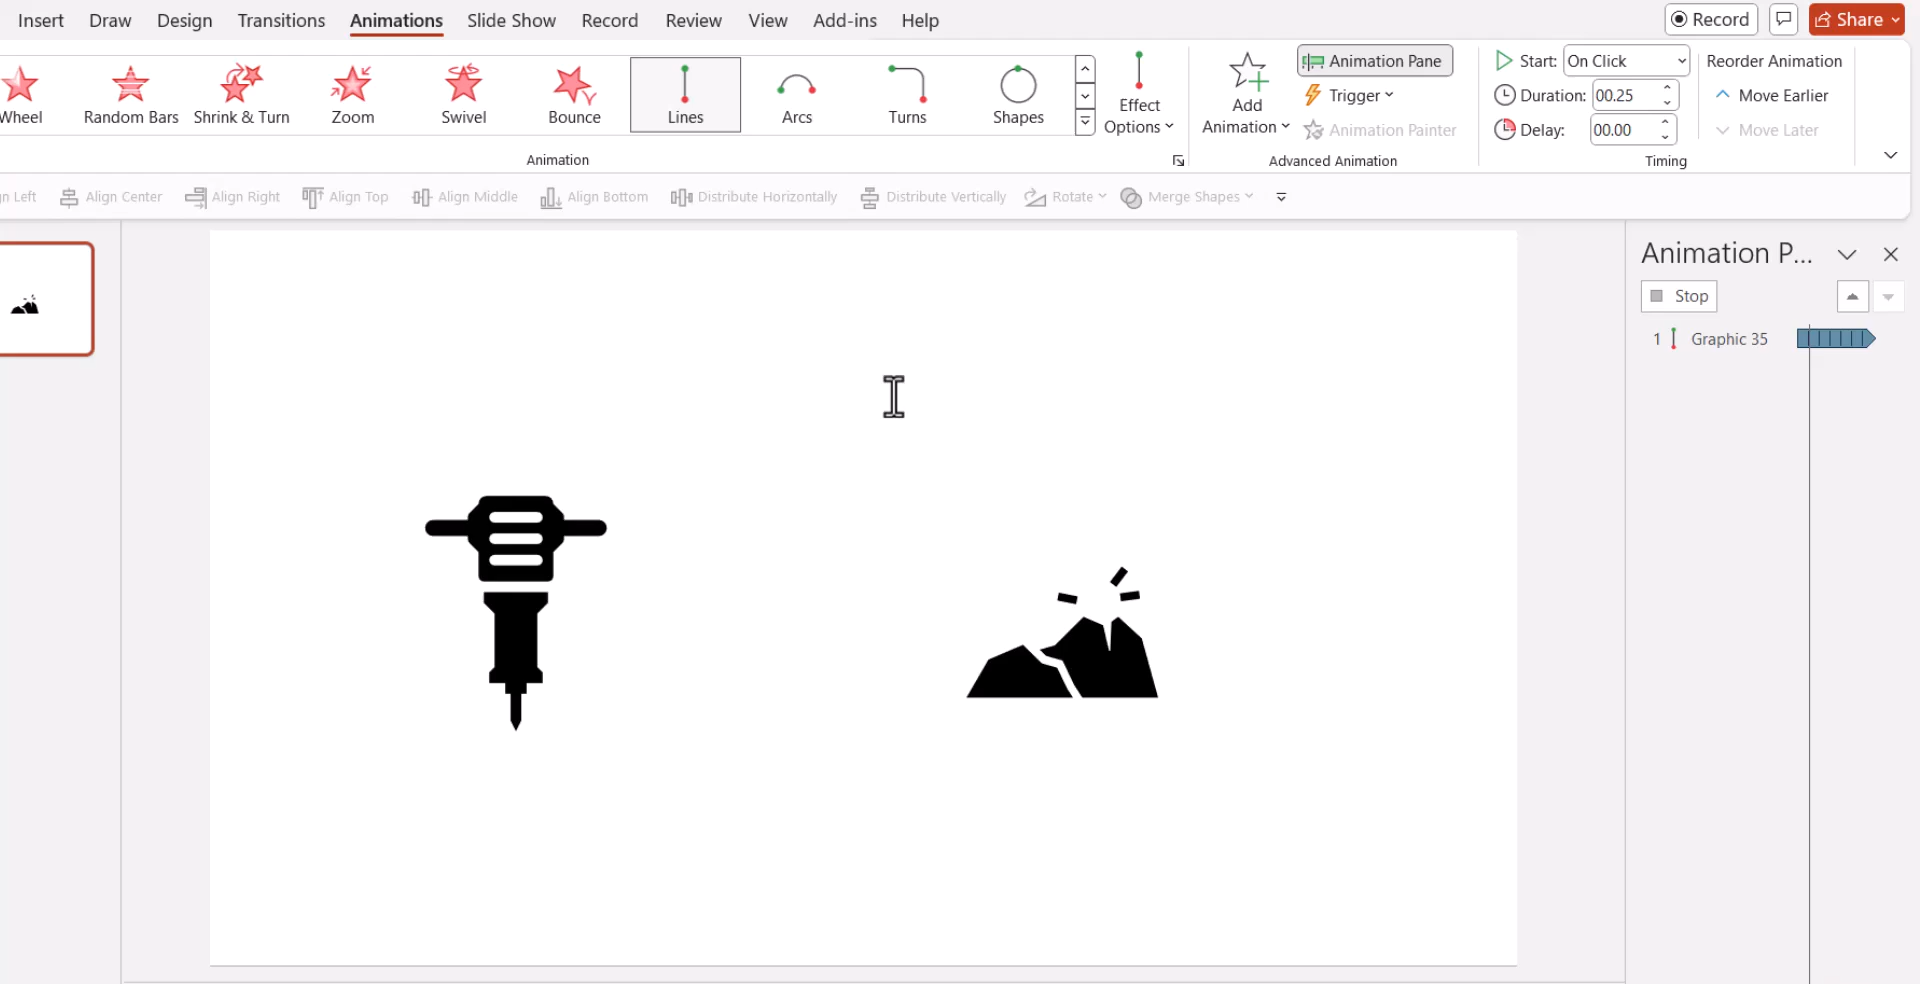 Insert Draw Design Transitions Animations Slide Show Record Review View Add-ins Help Record Share
Wheel Random Bars Shrink & Turn Zoom Swivel Bounce Lines Arcs Turns Shapes
Effect
Options
Add
Animation
Animation Pane
Trigger
Animation Painter
Start: On Click
Duration: 00.25
Delay: 00.00
Reorder Animation
Move Earlier
Move Later
Animation Advanced Animation Timing
Left Align Center Align Right Align Top Align Middle Align Bottom Distribute Horizontally Distribute Vertically Rotate Merge Shapes
Animation P...
Stop
1 Graphic 35